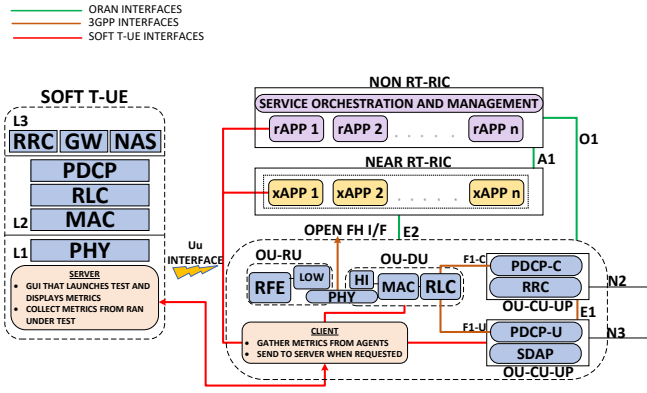 ORAN INTERFACES
3GPP INTERFACES
SOFT T-UE INTERFACES
SOFT T-UE
L3
RRC GW NAS
PDCP
RLC
L2 MAC
L1 PHY
SERVER
• GUI THAT LAUNCHES TEST AND
DISPLAYS METRICS
• COLLECT METRICS FROM RAN
UNDER TEST
Uu
INTERFACE
NON RT-RIC
SERVICE ORCHESTRATION AND MANAGEMENT
rAPP 1 rAPP 2 . . . . . rAPP n
O1
A1
NEAR RT-RIC
xAPP 1 xAPP 2 . . . . . xAPP n
OPEN FH I/F E2
OU-RU OU-DU
RFE LOW PHY HI MAC RLC
F1-C
PDCP-C
RRC
OU-CU-UP
N2
E1
F1-U
PDCP-U
SDAP
OU-CU-UP
N3
CLIENT
• GATHER METRICS FROM AGENTS
• SEND TO SERVER WHEN REQUESTED